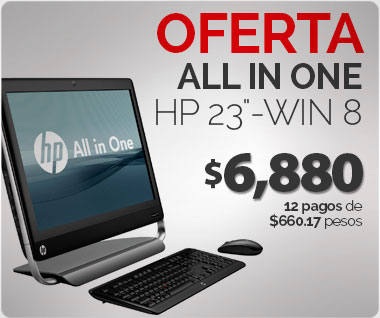 OFERTA
ALL IN ONE
HP 23"-WIN 8
hp All in One
$6,880
12 pagos de
$660.17 pesos
hp